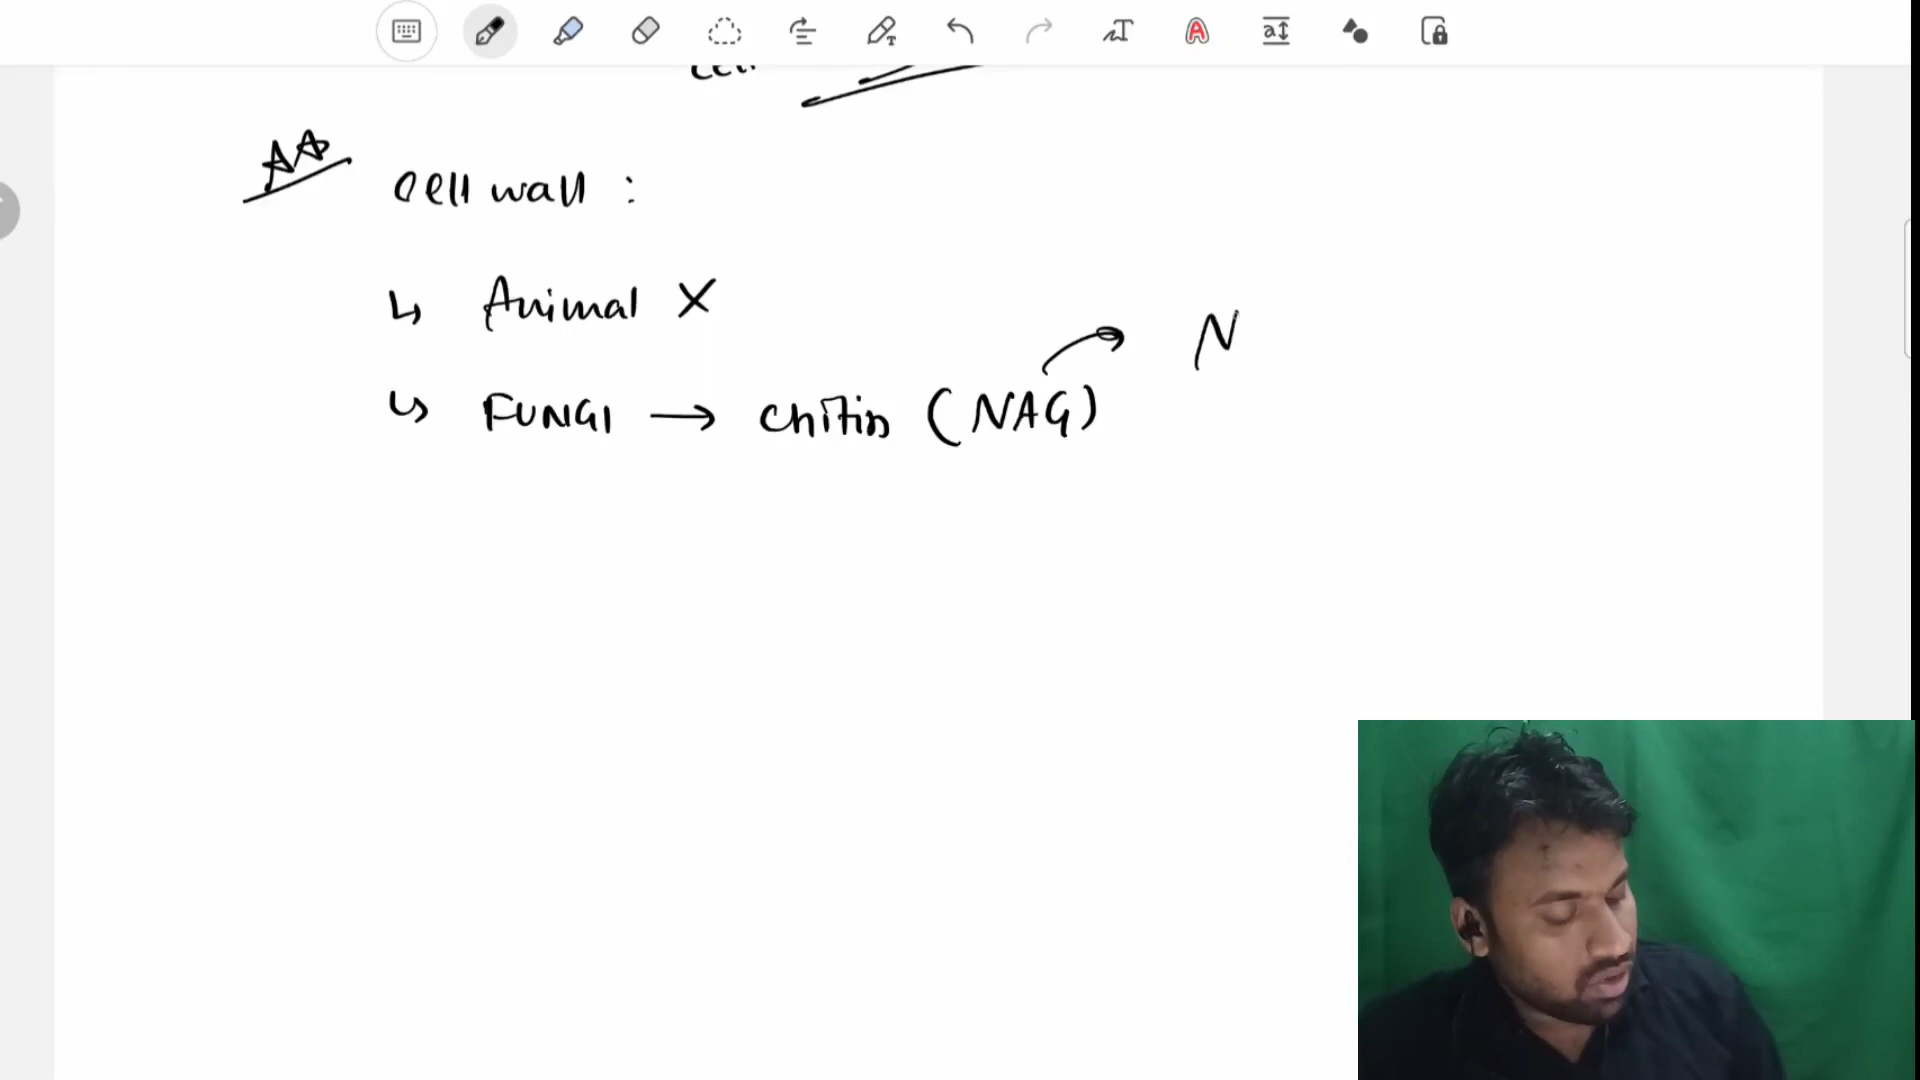 Cell wall :
↳ Animal X
N
↳ FUNGI → chitin (NAG)